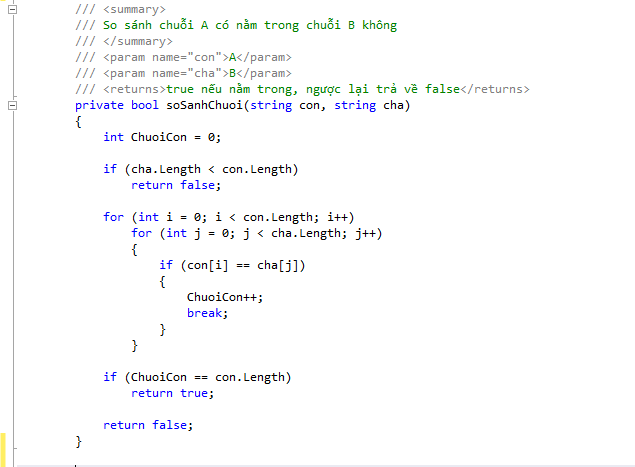 /// <summary>
/// So sánh chuỗi A có nằm trong chuỗi B không
/// </summary>
/// <param name="con">A</param>
/// <param name="cha">B</param>
/// <returns>true nếu nằm trong, ngược lại trả về false</returns>
private bool soSanhChuoi(string con, string cha)
{
    int ChuoiCon = 0;

    if (cha.Length < con.Length)
        return false;

    for (int i = 0; i < con.Length; i++)
        for (int j = 0; j < cha.Length; j++)
        {
            if (con[i] == cha[j])
            {
                ChuoiCon++;
                break;
            }
        }

    if (ChuoiCon == con.Length)
        return true;

    return false;
}